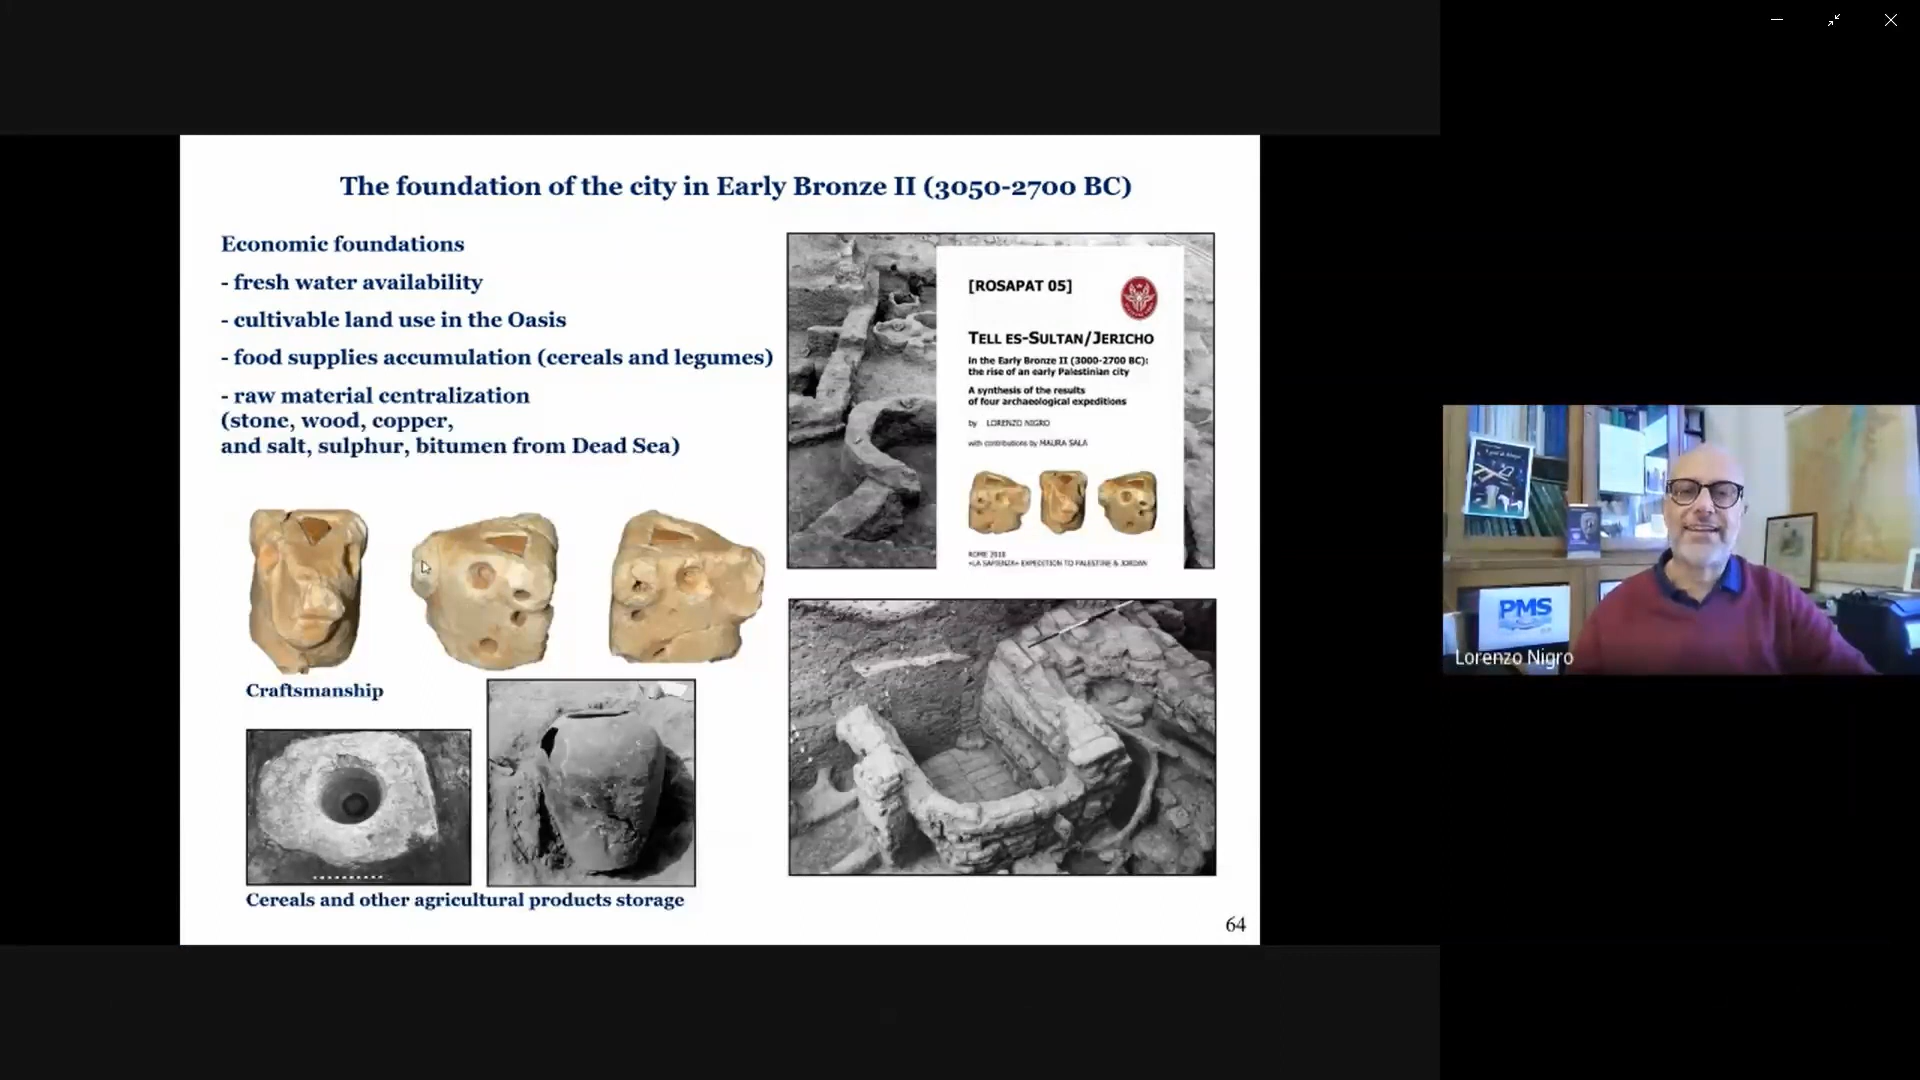 The foundation of the city in Early Bronze II (3050-2700 BC)
Economic foundations
- fresh water availability
- cultivable land use in the Oasis
- food supplies accumulation (cereals and legumes)
- raw material centralization
(stone, wood, copper,
and salt, sulphur, bitumen from Dead Sea)
[ROSAPAT 05]
TELL ES-SULTAN/JERICHO
in the Early Bronze II (3000-2700 BC):
the rise of an early Palestinian city
A synthesis of the results
of four archaeological expeditions
by LORENZO NIGRO
with contributions by MAURA SALA
ROME 2010
«LA SAPIENZA» EXPEDITION TO PALESTINE & JORDAN
Craftsmanship
Cereals and other agricultural products storage
64
PMS
Lorenzo Nigro